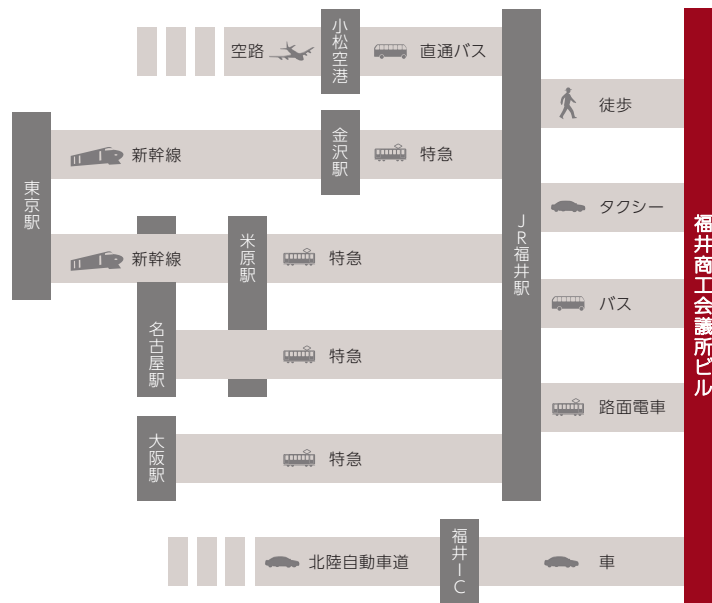 空路
小松空港
直通バス
徒歩
東京駅
新幹線
金沢駅
特急
タクシー
新幹線
米原駅
特急
JR福井駅
福井商工会議所ビル
バス
名古屋駅
特急
路面電車
大阪駅
特急
北陸自動車道
福井IC
車